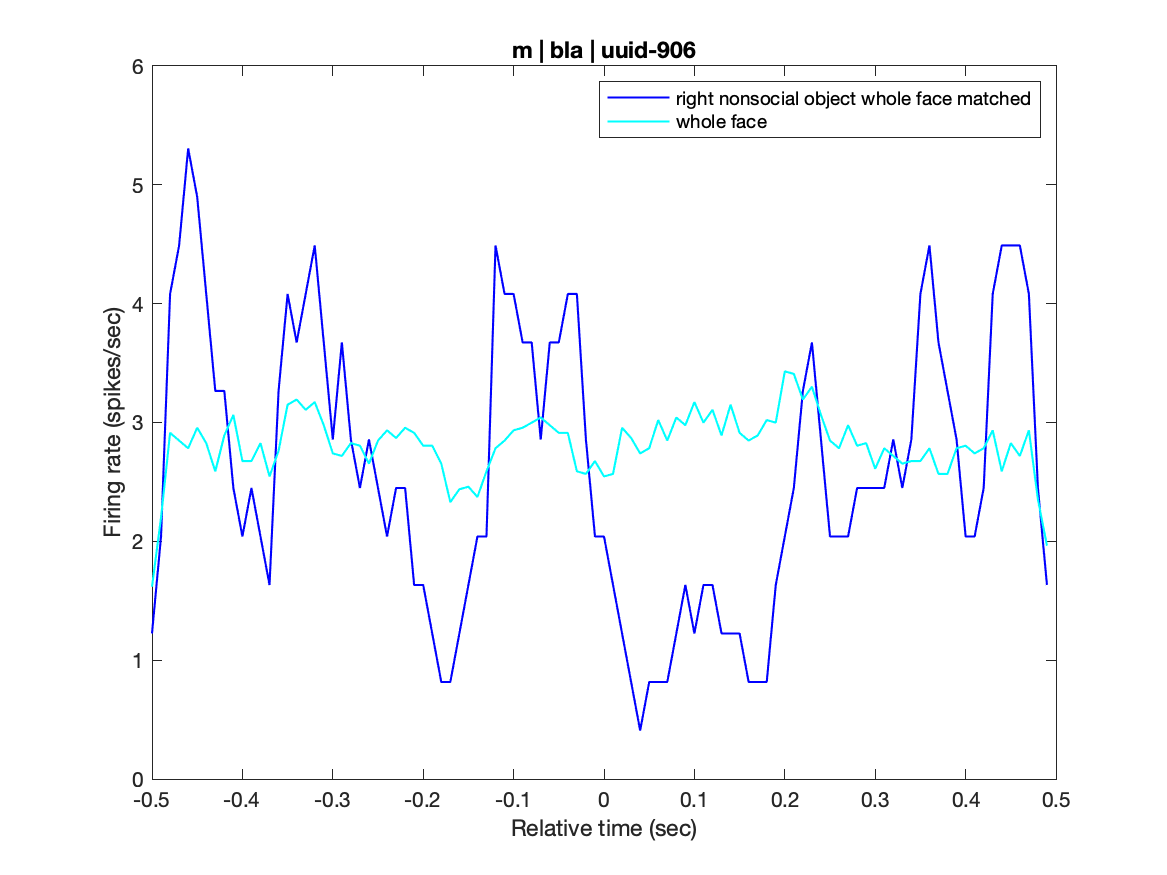 m | bla | uuid-906
right nonsocial object whole face matched
whole face
Firing rate (spikes/sec)
6
5
4
3
2
1
0
-0.5 -0.4 -0.3 -0.2 -0.1 0 0.1 0.2 0.3 0.4 0.5
Relative time (sec)